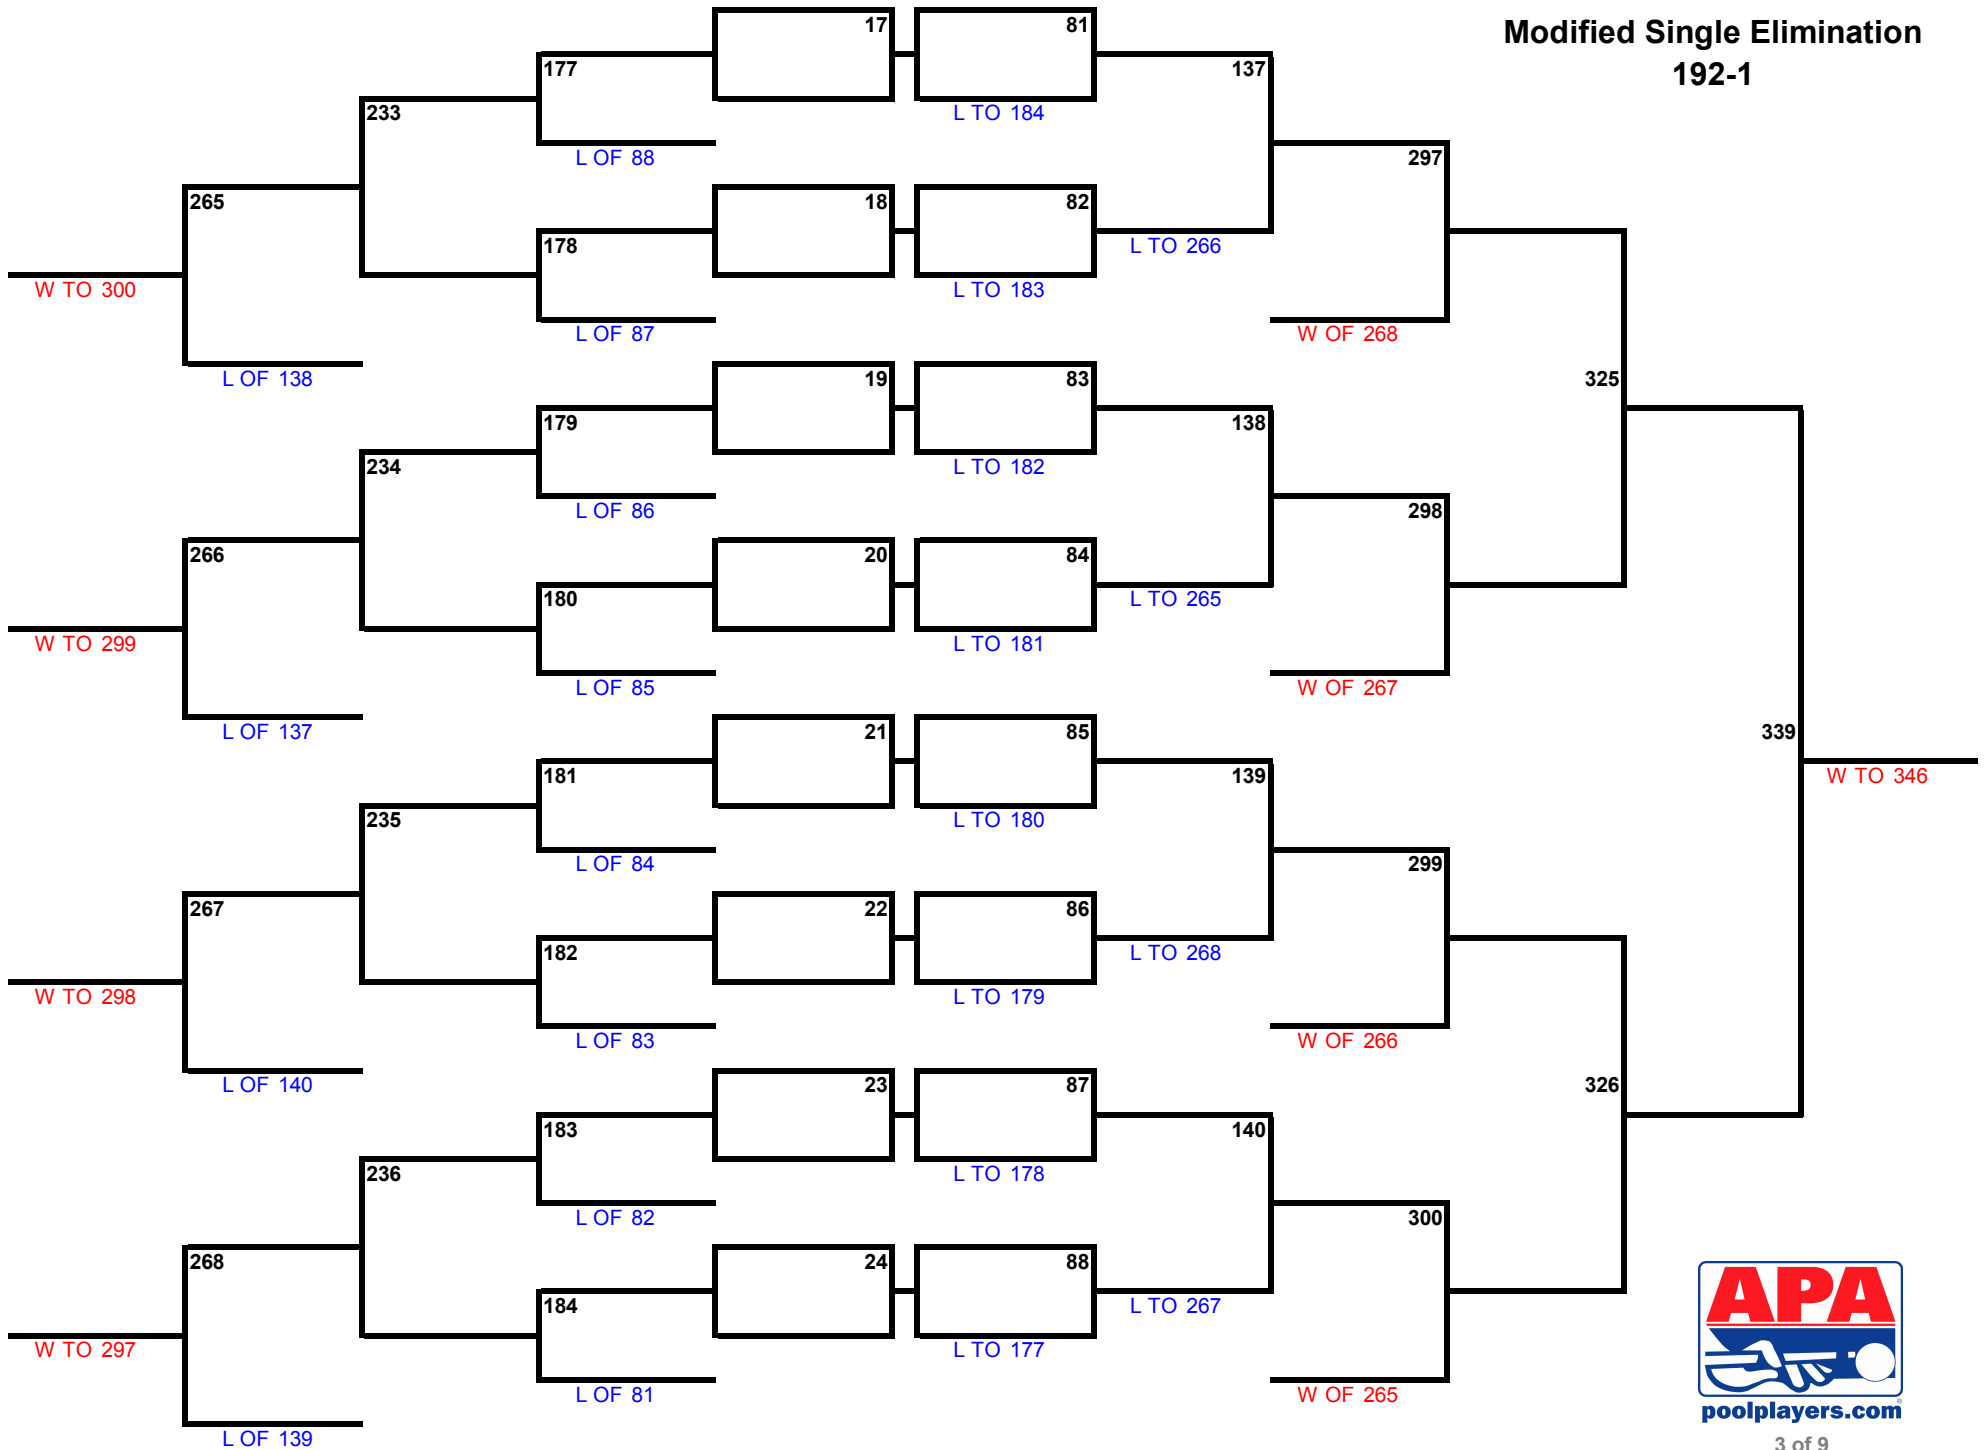 17 81 Modified Single Elimination
177 137 192-1
233 L TO 184
L OF 88 297
265 18 82
178 L TO 266
W TO 300 L TO 183
L OF 87 W OF 268
L OF 138 19 83 325
179 138
234 L TO 182
L OF 86 298
266 20 84
180 L TO 265
W TO 299 L TO 181
L OF 85 W OF 267
L OF 137 21 85 339
181 139 W TO 346
235 L TO 180
L OF 84 299
267 22 86
182 L TO 268
W TO 298 L TO 179
L OF 83 W OF 266
L OF 140 23 87 326
183 140
236 L TO 178
L OF 82 300
268 24 88
184 L TO 267
W TO 297 L TO 177
L OF 81 W OF 265
L OF 139
APA
poolplayers.com
3 of 9